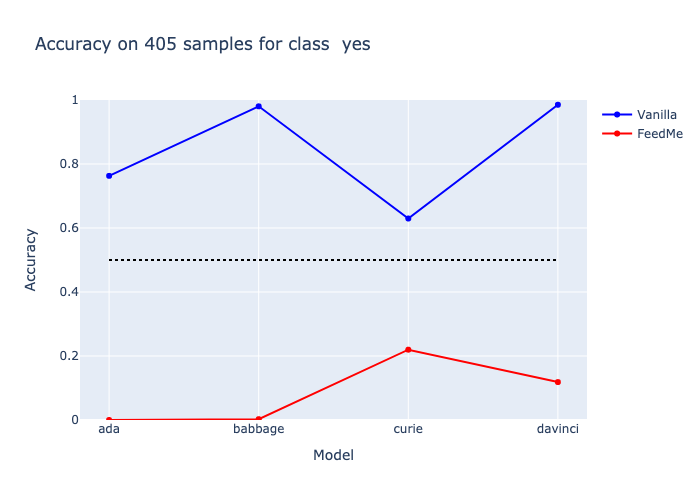 Accuracy on 405 samples for class  yes
Vanilla
FeedMe
Accuracy
1
0.8
0.6
0.4
0.2
0
ada
babbage
curie
davinci
Model